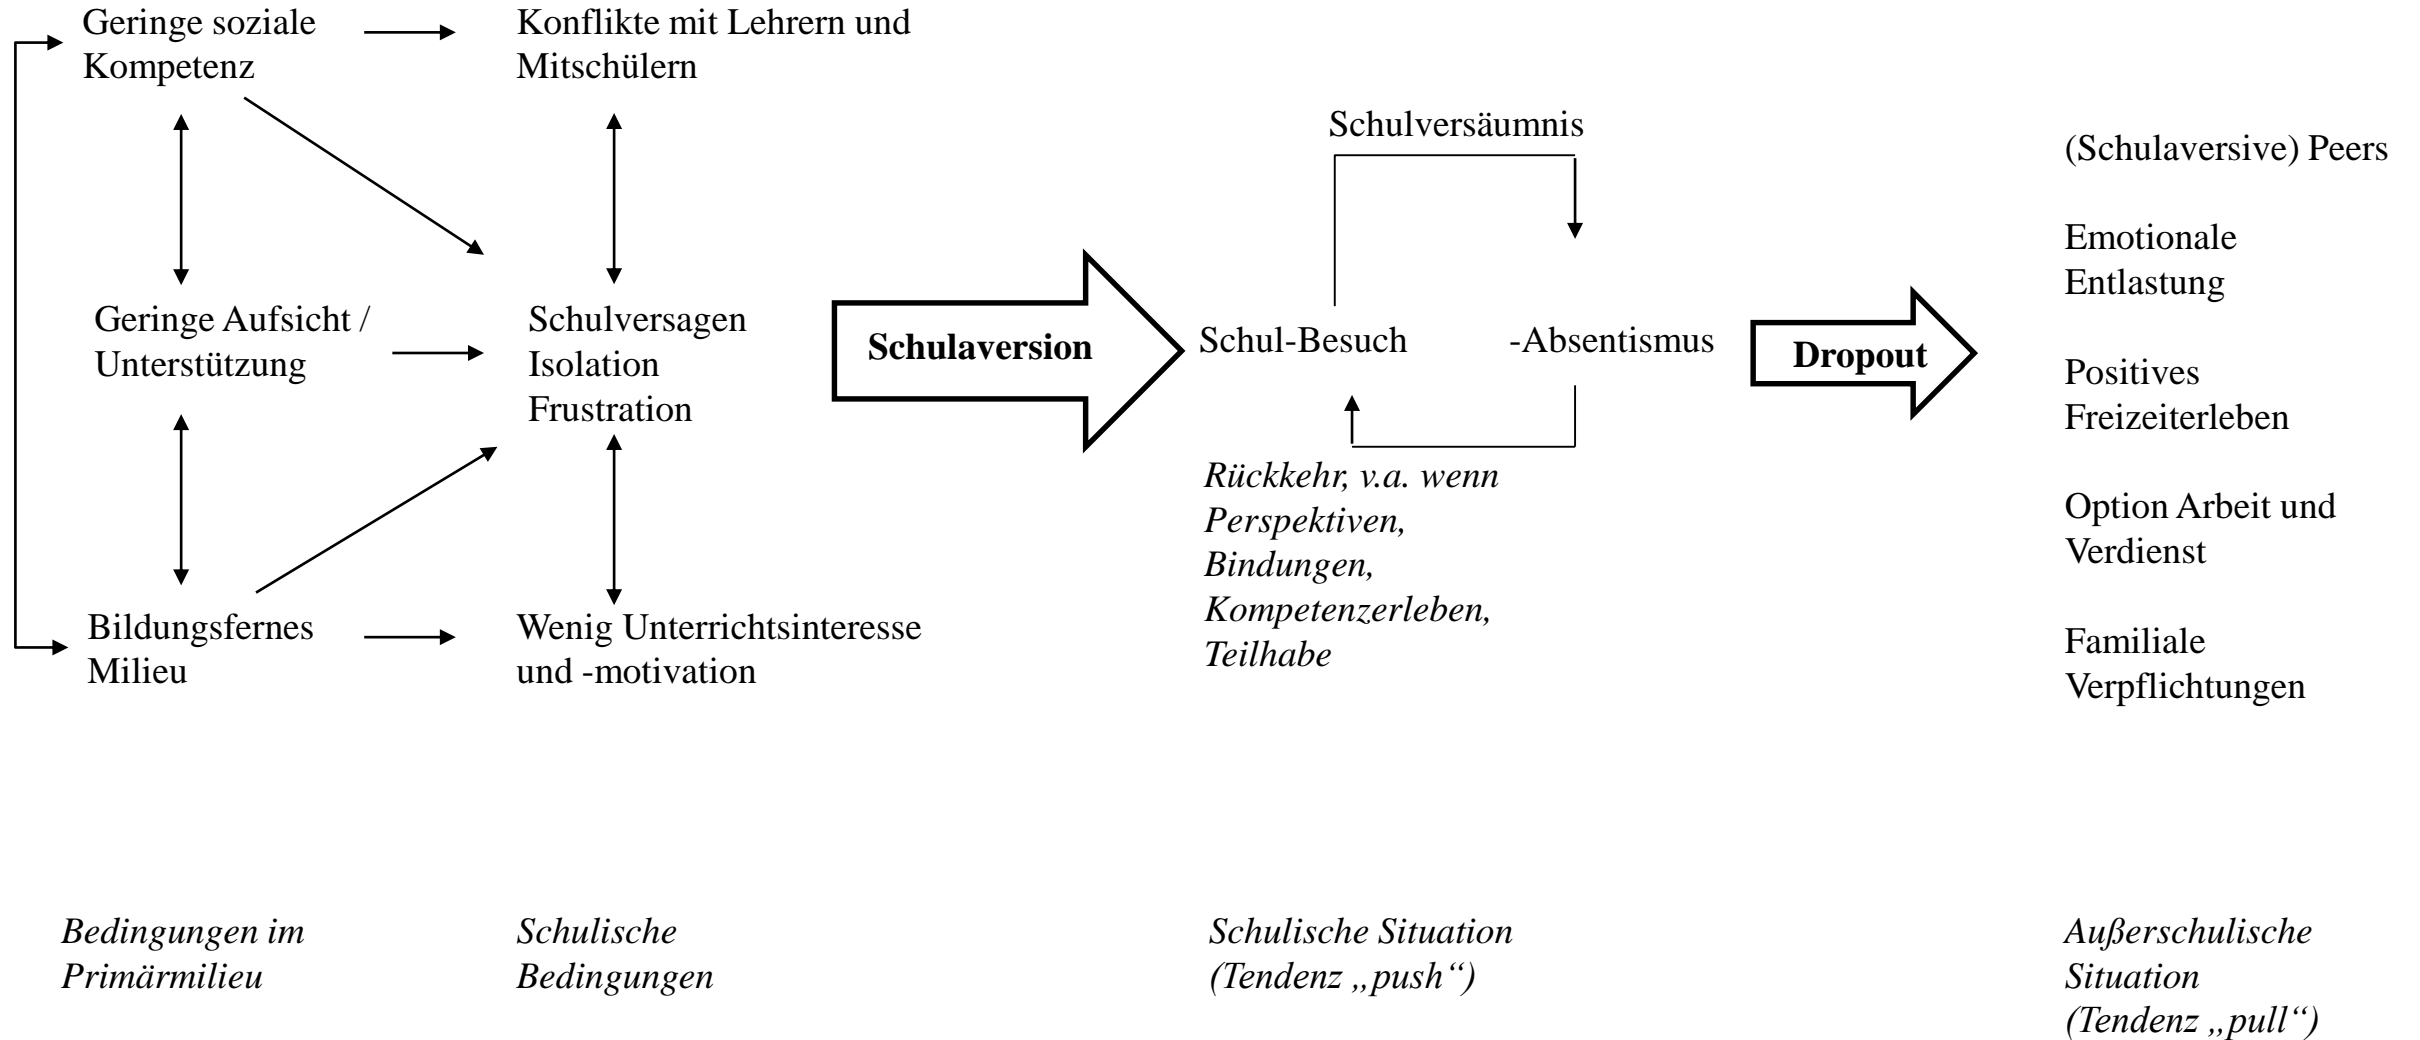 Geringe soziale
Kompetenz
Konflikte mit Lehrern und
Mitschülern
Geringe Aufsicht /
Unterstützung
Schulversagen
Isolation
Frustration
Bildungsfernes
Milieu
Wenig Unterrichtsinteresse
und -motivation
Schulaversion
Schulversäumnis
Schul-Besuch
-Absentismus
Rückkehr, v.a. wenn
Perspektiven,
Bindungen,
Kompetenzerleben,
Teilhabe
Dropout
(Schulaversive) Peers
Emotionale
Entlastung
Positives
Freizeiterleben
Option Arbeit und
Verdienst
Familiale
Verpflichtungen
Bedingungen im
Primärmilieu
Schulische
Bedingungen
Schulische Situation
(Tendenz „push“)
Außerschulische
Situation
(Tendenz „pull“)